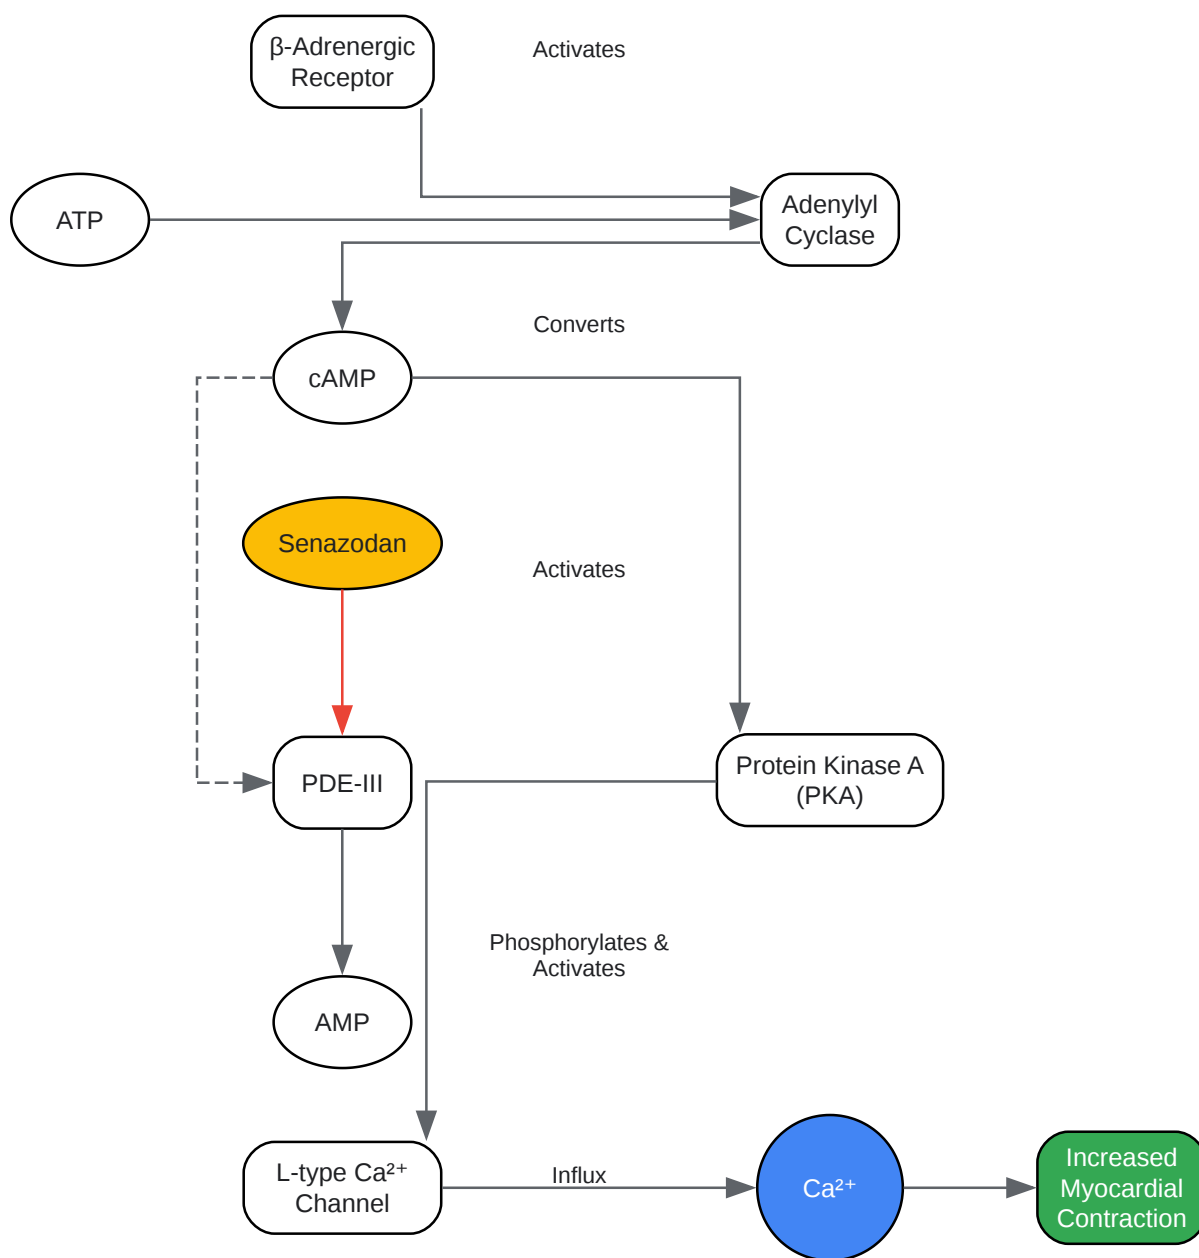 β-Adrenergic
Receptor
Activates
ATP
Adenylyl
Cyclase
Converts
cAMP
Senazodan
Activates
PDE-III
Protein Kinase A
(PKA)
Phosphorylates &
Activates
AMP
L-type Ca²⁺
Channel
Influx
Ca²⁺
Increased
Myocardial
Contraction